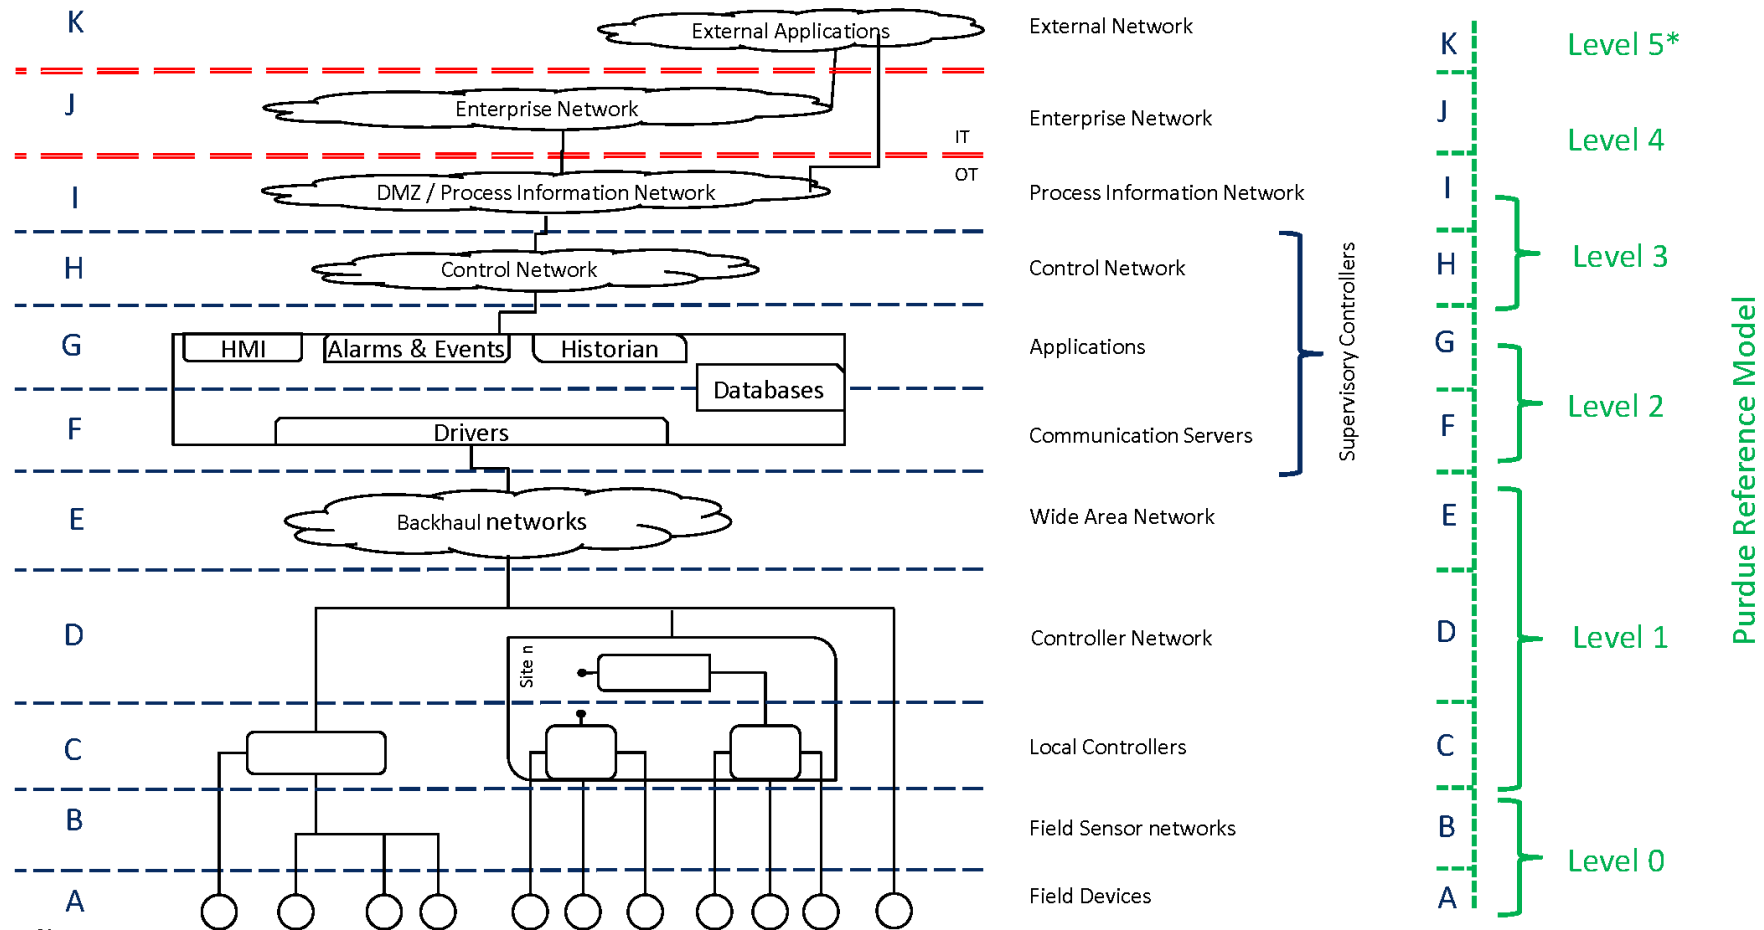 K
External Applications
External Network
K
Level 5*
J
Enterprise Network
Enterprise Network
J
Level 4
IT
OT
I
DMZ / Process Information Network
Process Information Network
I
H
Control Network
Control Network
H
Level 3
G
HMI
Alarms & Events
Historian
Applications
G
Databases
Level 2
F
Drivers
Communication Servers
F
Supervisory Controllers
E
Backhaul networks
Wide Area Network
E
D
Site n
Controller Network
D
Level 1
C
Local Controllers
C
B
Field Sensor networks
B
Level 0
A
Field Devices
A
Purdue Reference Model